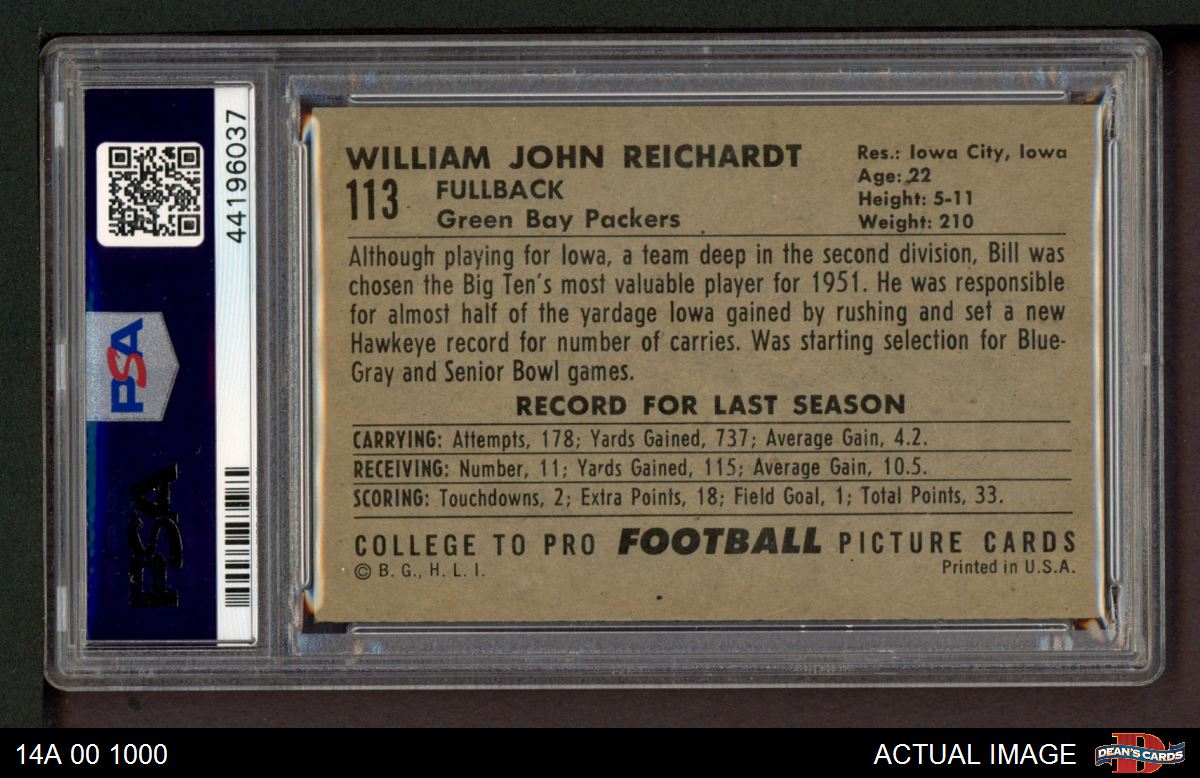 44196037
PSA
PSA
WILLIAM JOHN REICHARDT
113 FULLBACK
Green Bay Packers
Res.: Iowa City, Iowa
Age: 22
Height: 5-11
Weight: 210
Although playing for Iowa, a team deep in the second division, Bill was
chosen the Big Ten's most valuable player for 1951. He was responsible
for almost half of the yardage Iowa gained by rushing and set a new
Hawkeye record for number of carries. Was starting selection for Blue-
Gray and Senior Bowl games.
RECORD FOR LAST SEASON
CARRYING: Attempts, 178; Yards Gained, 737; Average Gain, 4.2.
RECEIVING: Number, 11; Yards Gained, 115; Average Gain, 10.5.
SCORING: Touchdowns, 2; Extra Points, 18; Field Goal, 1; Total Points, 33.
COLLEGE TO PRO FOOTBALL PICTURE CARDS
© B. G., H. L. I.
Printed in U.S.A.
14A 00 1000
ACTUAL IMAGE
DEAN'S CARDS